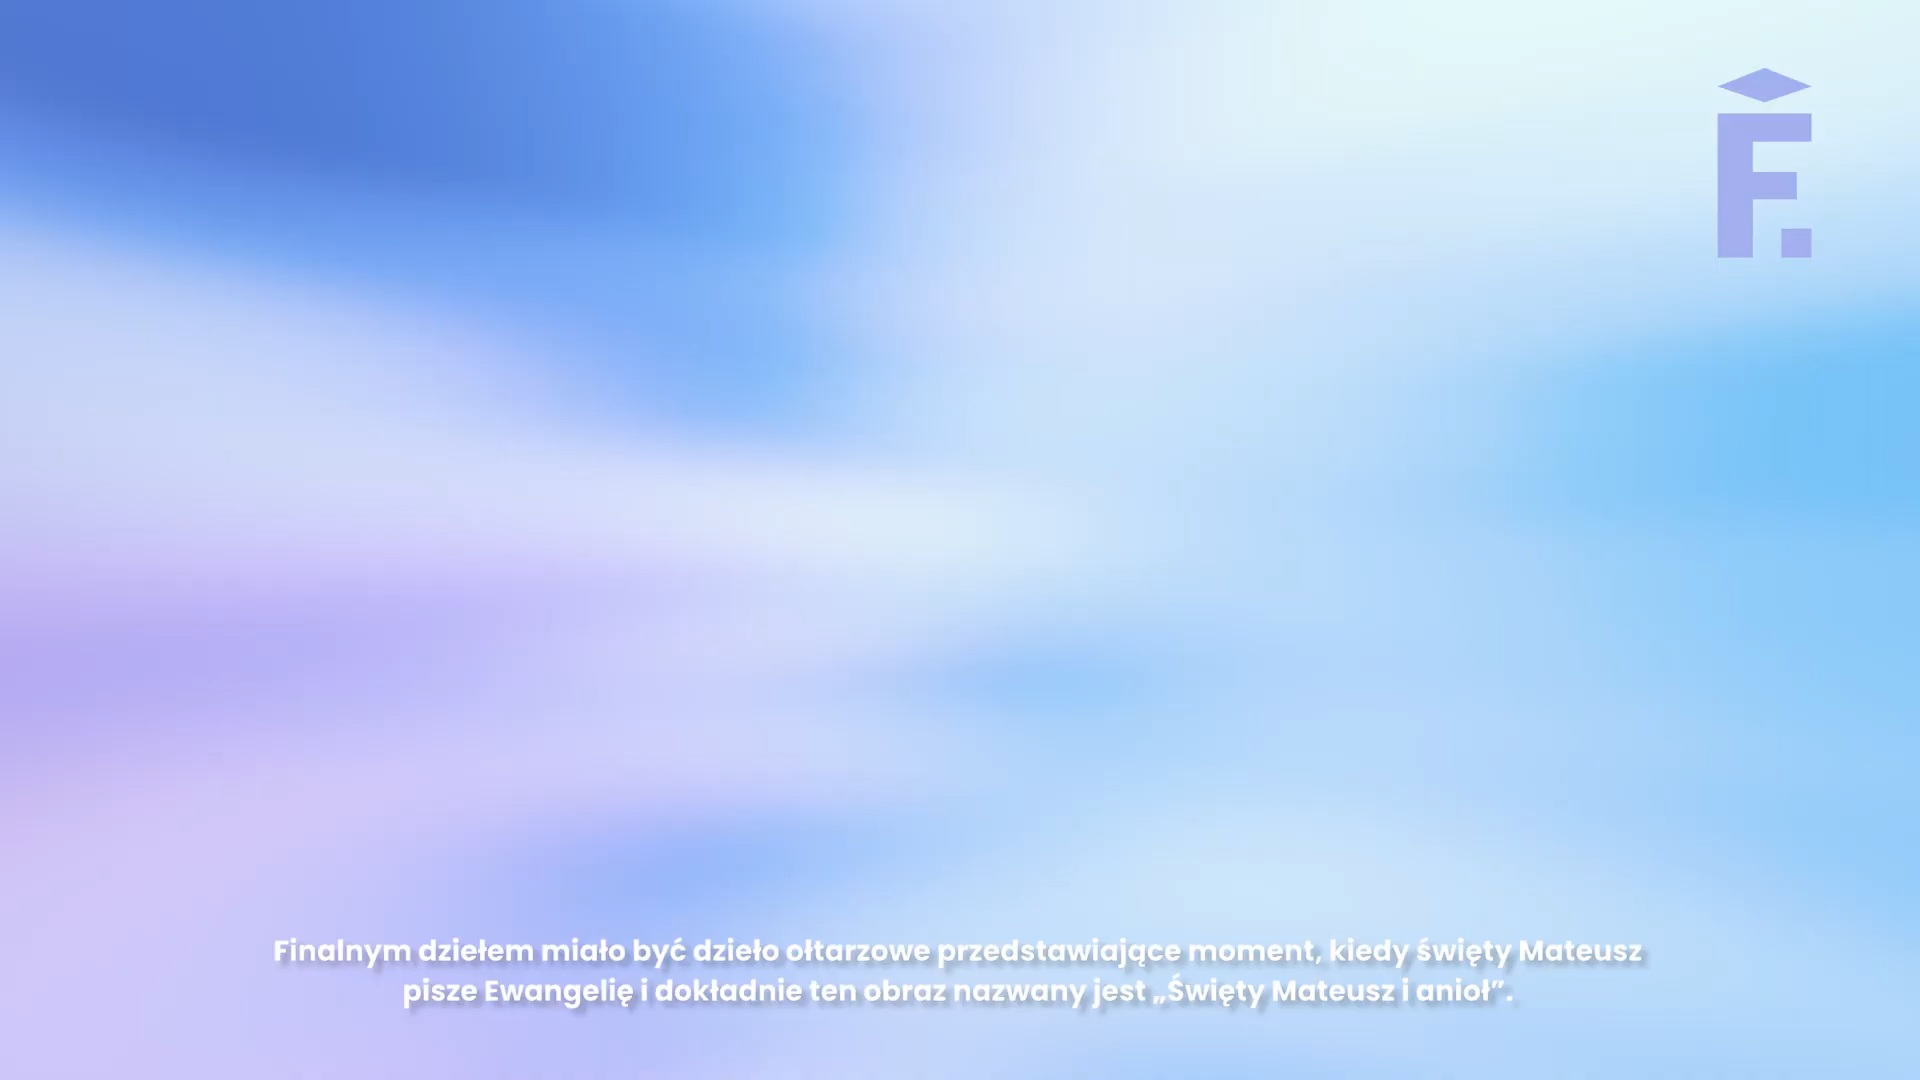 F.
Finalnym dziełem miało być dzieło ołtarzowe przedstawiające moment, kiedy święty Mateusz
pisze Ewangelię i dokładnie ten obraz nazwany jest „Święty Mateusz i anioł”.